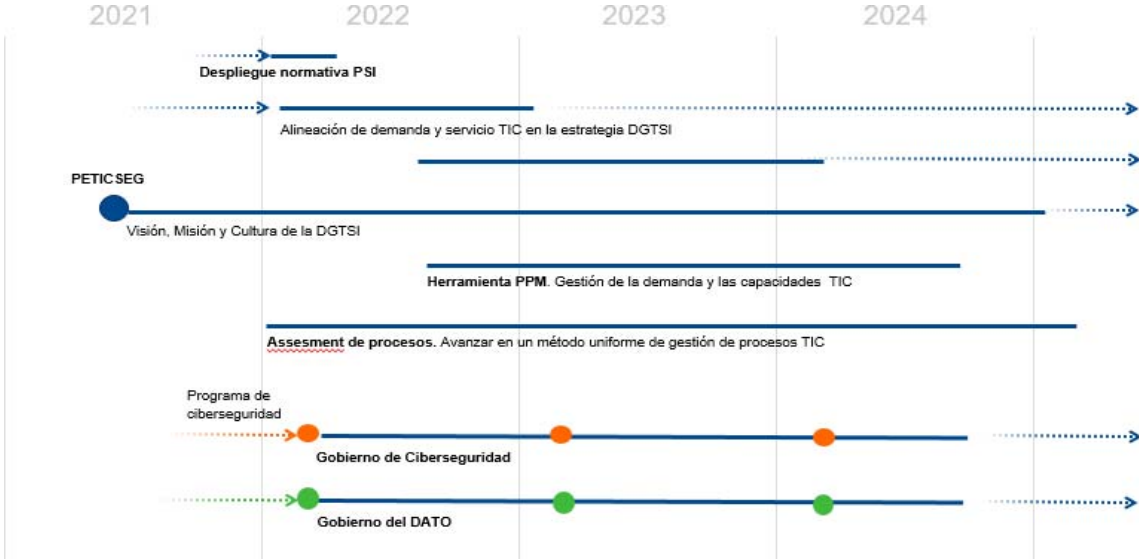 2021 2022 2023 2024
Despliegue normativa PSI
Alineación de demanda y servicio TIC en la estrategia DGTSI
PETICSEG
Visión, Misión y Cultura de la DGTSI
Herramienta PPM. Gestión de la demanda y las capacidades TIC
Assesment de procesos. Avanzar en un método uniforme de gestión de procesos TIC
Programa de
ciberseguridad
Gobierno de Ciberseguridad
Gobierno del DATO